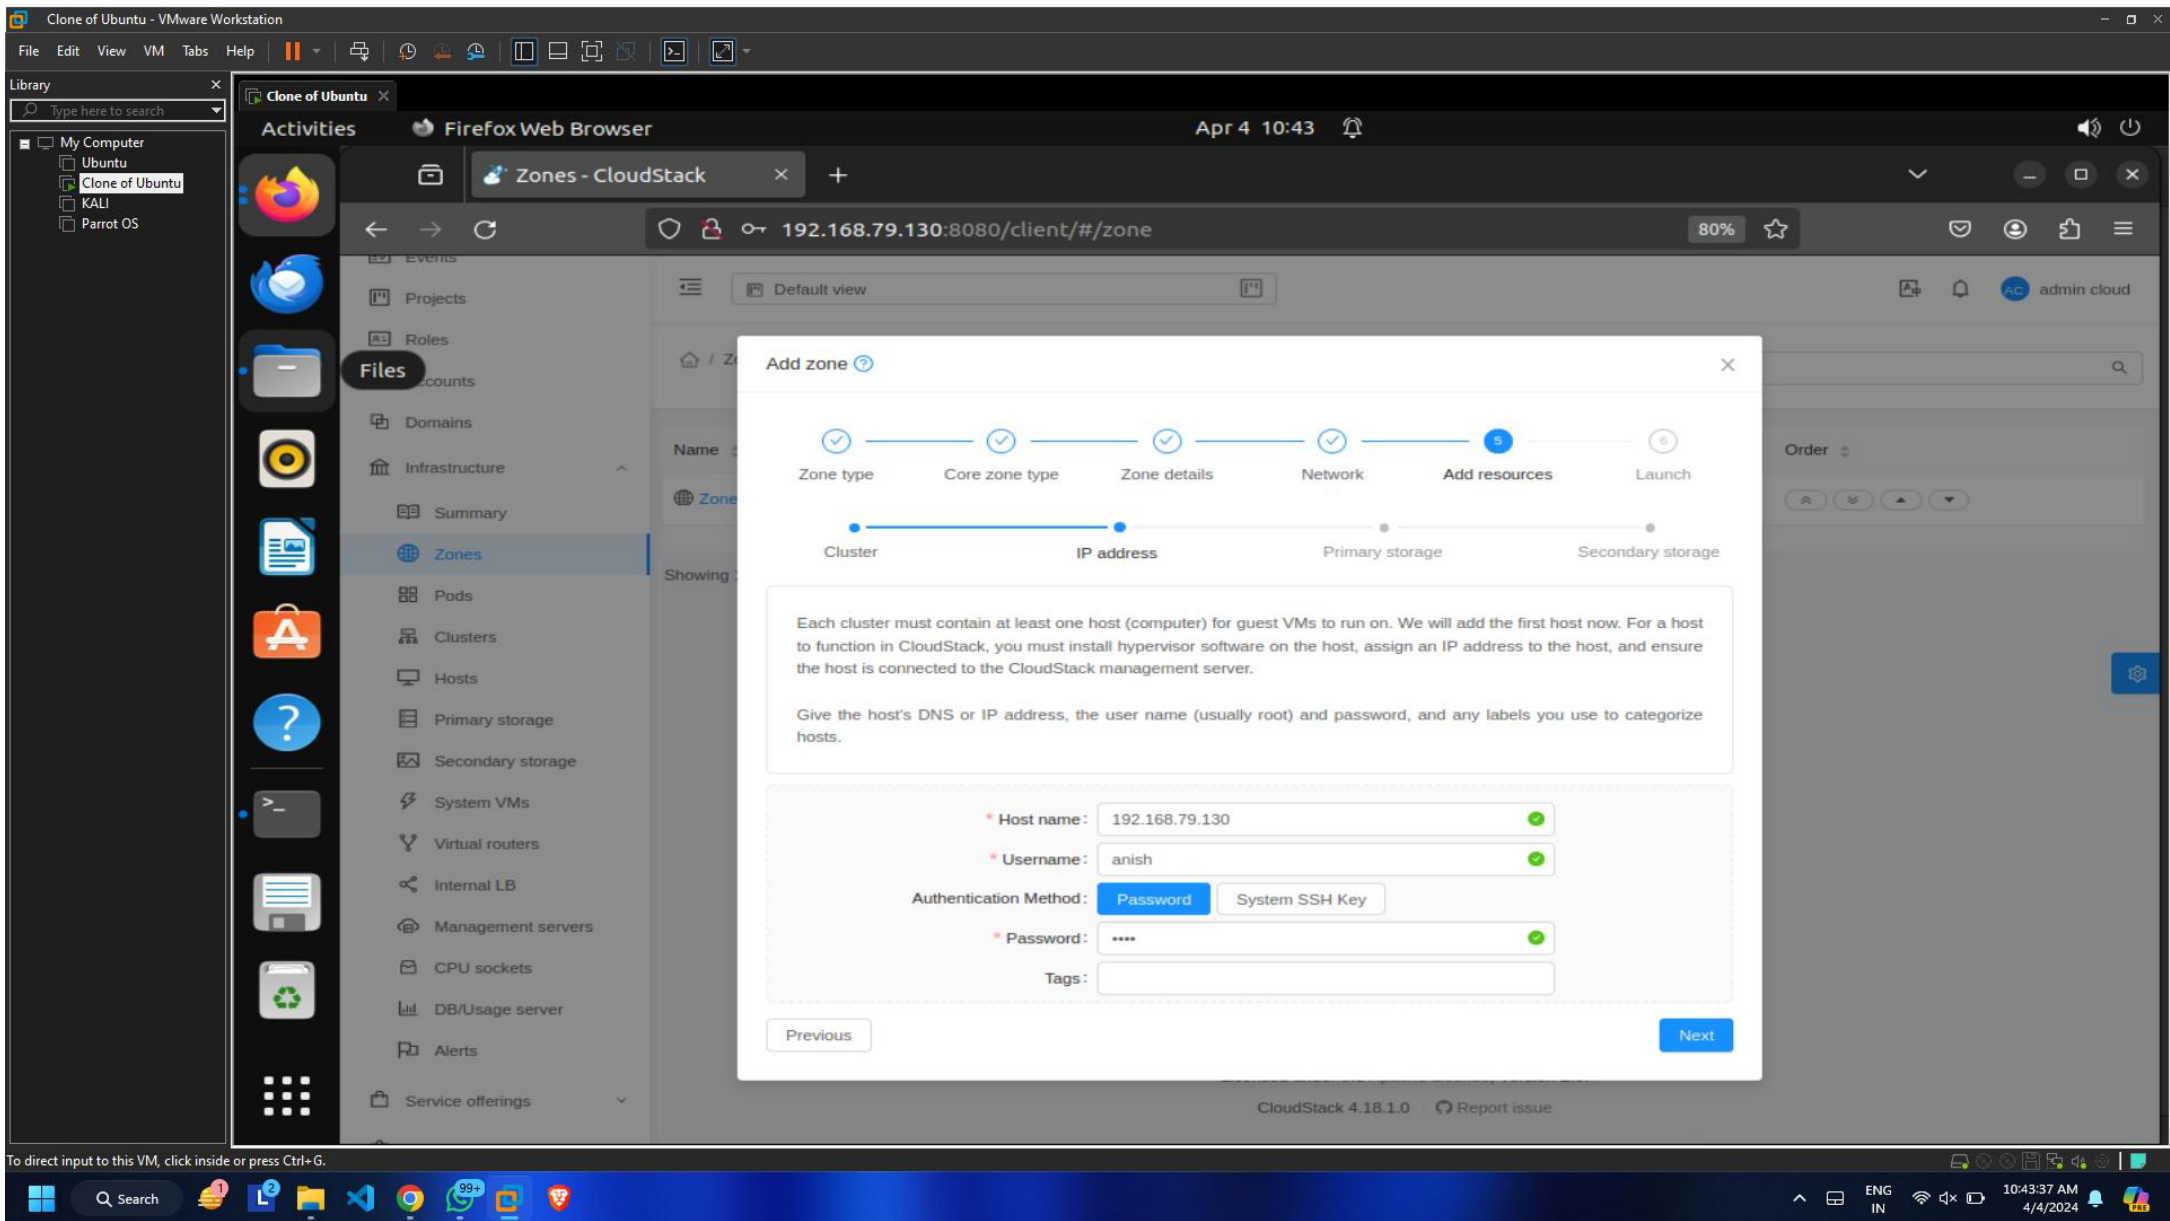 Clone of Ubuntu - VMware Workstation
File Edit View VM Tabs Help
Library
Type here to search
My Computer
Ubuntu
Clone of Ubuntu
KALI
Parrot OS
Clone of Ubuntu
Activities Firefox Web Browser Apr 4 10:43
Zones - CloudStack
192.168.79.130:8080/client/#/zone 80%
Events
Projects
Roles
Files
Domains
Infrastructure
Summary
Zones
Pods
Clusters
Hosts
Primary storage
Secondary storage
System VMs
Virtual routers
Internal LB
Management servers
CPU sockets
DB/Usage server
Alerts
Service offerings
Default view
AC admin cloud
Name
Order
Zone
Showing
Add zone
Zone type Core zone type Zone details Network 5 Add resources 6 Launch
Cluster IP address Primary storage Secondary storage
Each cluster must contain at least one host (computer) for guest VMs to run on. We will add the first host now. For a host
to function in CloudStack, you must install hypervisor software on the host, assign an IP address to the host, and ensure
the host is connected to the CloudStack management server.
Give the host's DNS or IP address, the user name (usually root) and password, and any labels you use to categorize
hosts.
* Host name: 192.168.79.130
* Username: anish
Authentication Method: Password System SSH Key
* Password: ••••
Tags:
Previous Next
CloudStack 4.18.1.0 Report issue
To direct input to this VM, click inside or press Ctrl+G.
Search
99+
ENG
IN
10:43:37 AM
4/4/2024